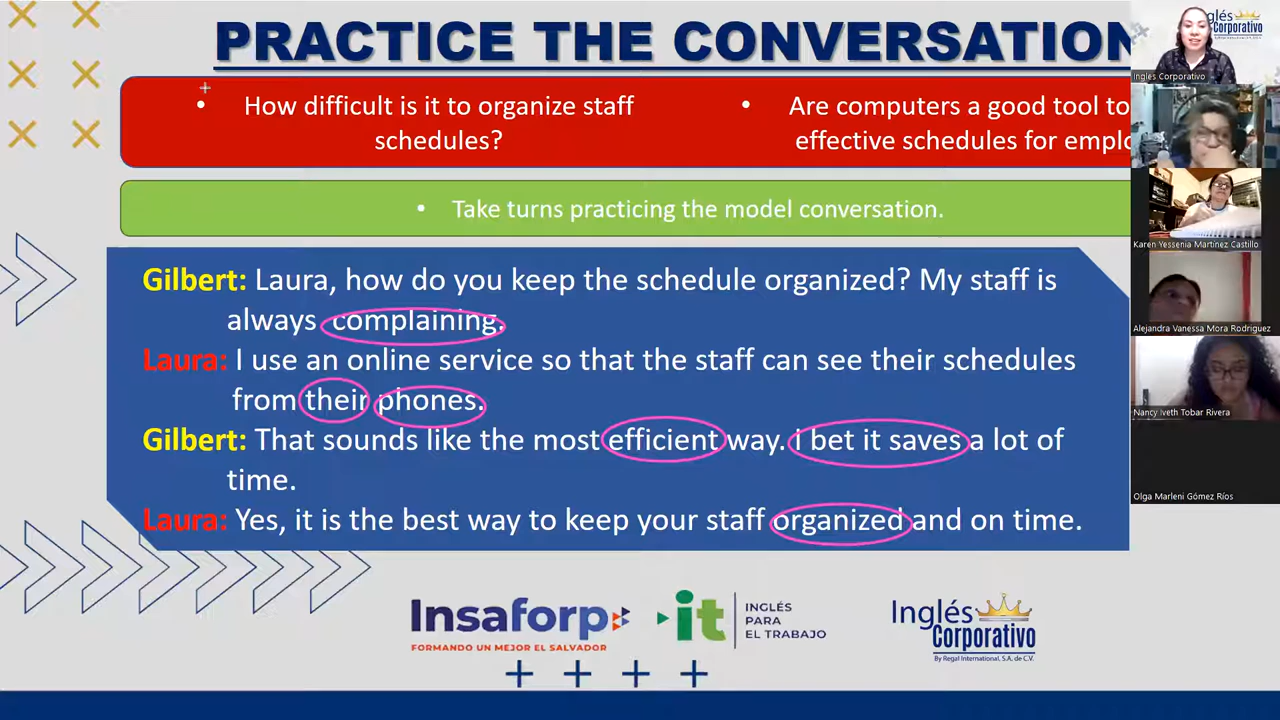 PRACTICE THE CONVERSATION
• How difficult is it to organize staff
schedules?
• Are computers a good tool to
effective schedules for emplo
• Take turns practicing the model conversation.
Gilbert: Laura, how do you keep the schedule organized? My staff is
always complaining.
Laura: I use an online service so that the staff can see their schedules
from their phones.
Gilbert: That sounds like the most efficient way. I bet it saves a lot of
time.
Laura: Yes, it is the best way to keep your staff organized and on time.
Insaforp
FORMANDO UN MEJOR EL SALVADOR
it
INGLÉS
PARA
EL TRABAJO
Inglés
Corporativo
By Regal International, S.A. de C.V.
glés
Corporativo
Inglés Corporativo
Karen Yessenia Martinez Castillo
Alejandra Vanessa Mora Rodriguez
Nancy Iveth Tobar Rivera
Olga Marleni Gómez Ríos